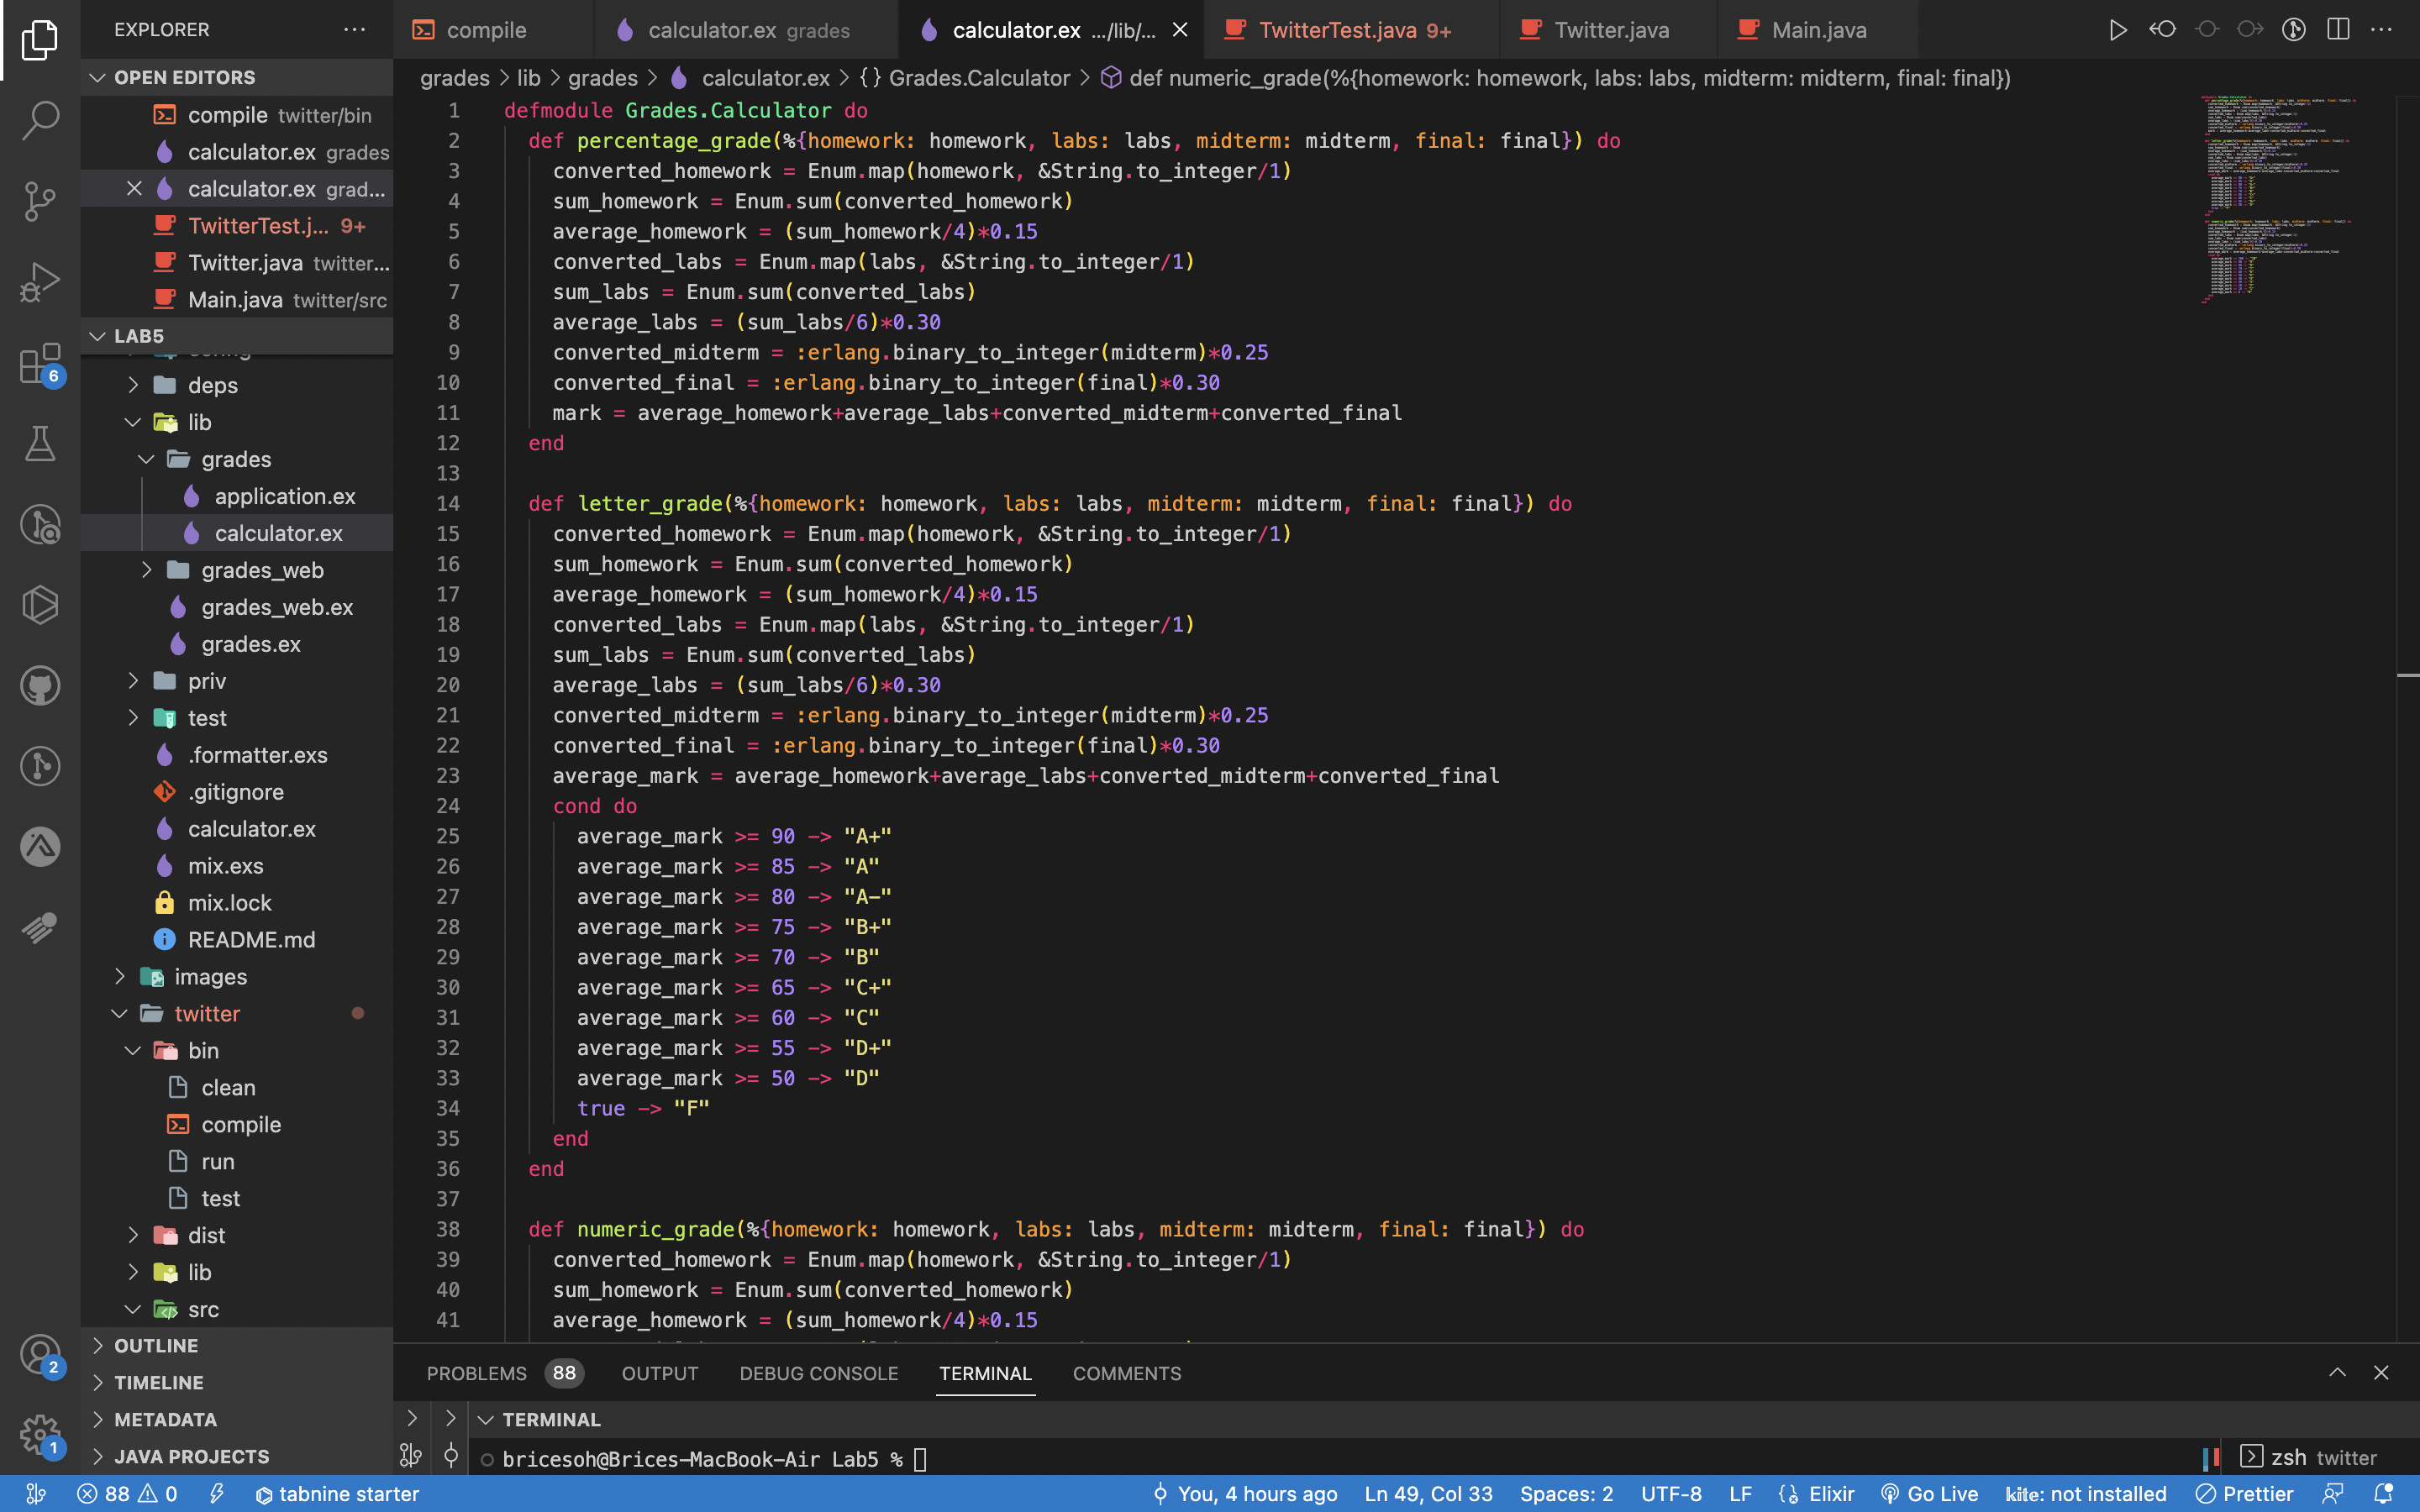 EXPLORER
OPEN EDITORS
compile twitter/bin
calculator.ex grades
calculator.ex grad...
TwitterTest.j... 9+
Twitter.java twitter...
Main.java twitter/src
LAB5
deps
lib
grades
application.ex
calculator.ex
grades_web
grades_web.ex
grades.ex
priv
test
.formatter.exs
.gitignore
calculator.ex
mix.exs
mix.lock
README.md
images
twitter
bin
clean
compile
run
test
dist
lib
src
OUTLINE
TIMELINE
METADATA
JAVA PROJECTS
6
2
1
compile
calculator.ex grades
calculator.ex .../lib/...
TwitterTest.java 9+
Twitter.java
Main.java
grades > lib > grades > calculator.ex > {} Grades.Calculator > def numeric_grade(%{homework: homework, labs: labs, midterm: midterm, final: final})
1 defmodule Grades.Calculator do
2 def percentage_grade(%{homework: homework, labs: labs, midterm: midterm, final: final}) do
3 converted_homework = Enum.map(homework, &String.to_integer/1)
4 sum_homework = Enum.sum(converted_homework)
5 average_homework = (sum_homework/4)*0.15
6 converted_labs = Enum.map(labs, &String.to_integer/1)
7 sum_labs = Enum.sum(converted_labs)
8 average_labs = (sum_labs/6)*0.30
9 converted_midterm = :erlang.binary_to_integer(midterm)*0.25
10 converted_final = :erlang.binary_to_integer(final)*0.30
11 mark = average_homework+average_labs+converted_midterm+converted_final
12 end
13
14 def letter_grade(%{homework: homework, labs: labs, midterm: midterm, final: final}) do
15 converted_homework = Enum.map(homework, &String.to_integer/1)
16 sum_homework = Enum.sum(converted_homework)
17 average_homework = (sum_homework/4)*0.15
18 converted_labs = Enum.map(labs, &String.to_integer/1)
19 sum_labs = Enum.sum(converted_labs)
20 average_labs = (sum_labs/6)*0.30
21 converted_midterm = :erlang.binary_to_integer(midterm)*0.25
22 converted_final = :erlang.binary_to_integer(final)*0.30
23 average_mark = average_homework+average_labs+converted_midterm+converted_final
24 cond do
25 average_mark >= 90 -> "A+"
26 average_mark >= 85 -> "A"
27 average_mark >= 80 -> "A-"
28 average_mark >= 75 -> "B+"
29 average_mark >= 70 -> "B"
30 average_mark >= 65 -> "C+"
31 average_mark >= 60 -> "C"
32 average_mark >= 55 -> "D+"
33 average_mark >= 50 -> "D"
34 true -> "F"
35 end
36 end
37
38 def numeric_grade(%{homework: homework, labs: labs, midterm: midterm, final: final}) do
39 converted_homework = Enum.map(homework, &String.to_integer/1)
40 sum_homework = Enum.sum(converted_homework)
41 average_homework = (sum_homework/4)*0.15
PROBLEMS 88 OUTPUT DEBUG CONSOLE TERMINAL COMMENTS
TERMINAL
bricesoh@Brices-MacBook-Air Lab5 %
zsh twitter
88 0 tabnine starter
You, 4 hours ago Ln 49, Col 33 Spaces: 2 UTF-8 LF Elixir Go Live kite: not installed Prettier